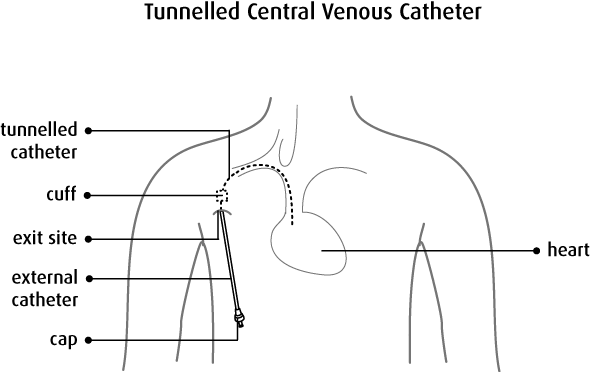 Tunnelled Central Venous Catheter
tunnelled
catheter
cuff
exit site
external
catheter
cap
heart